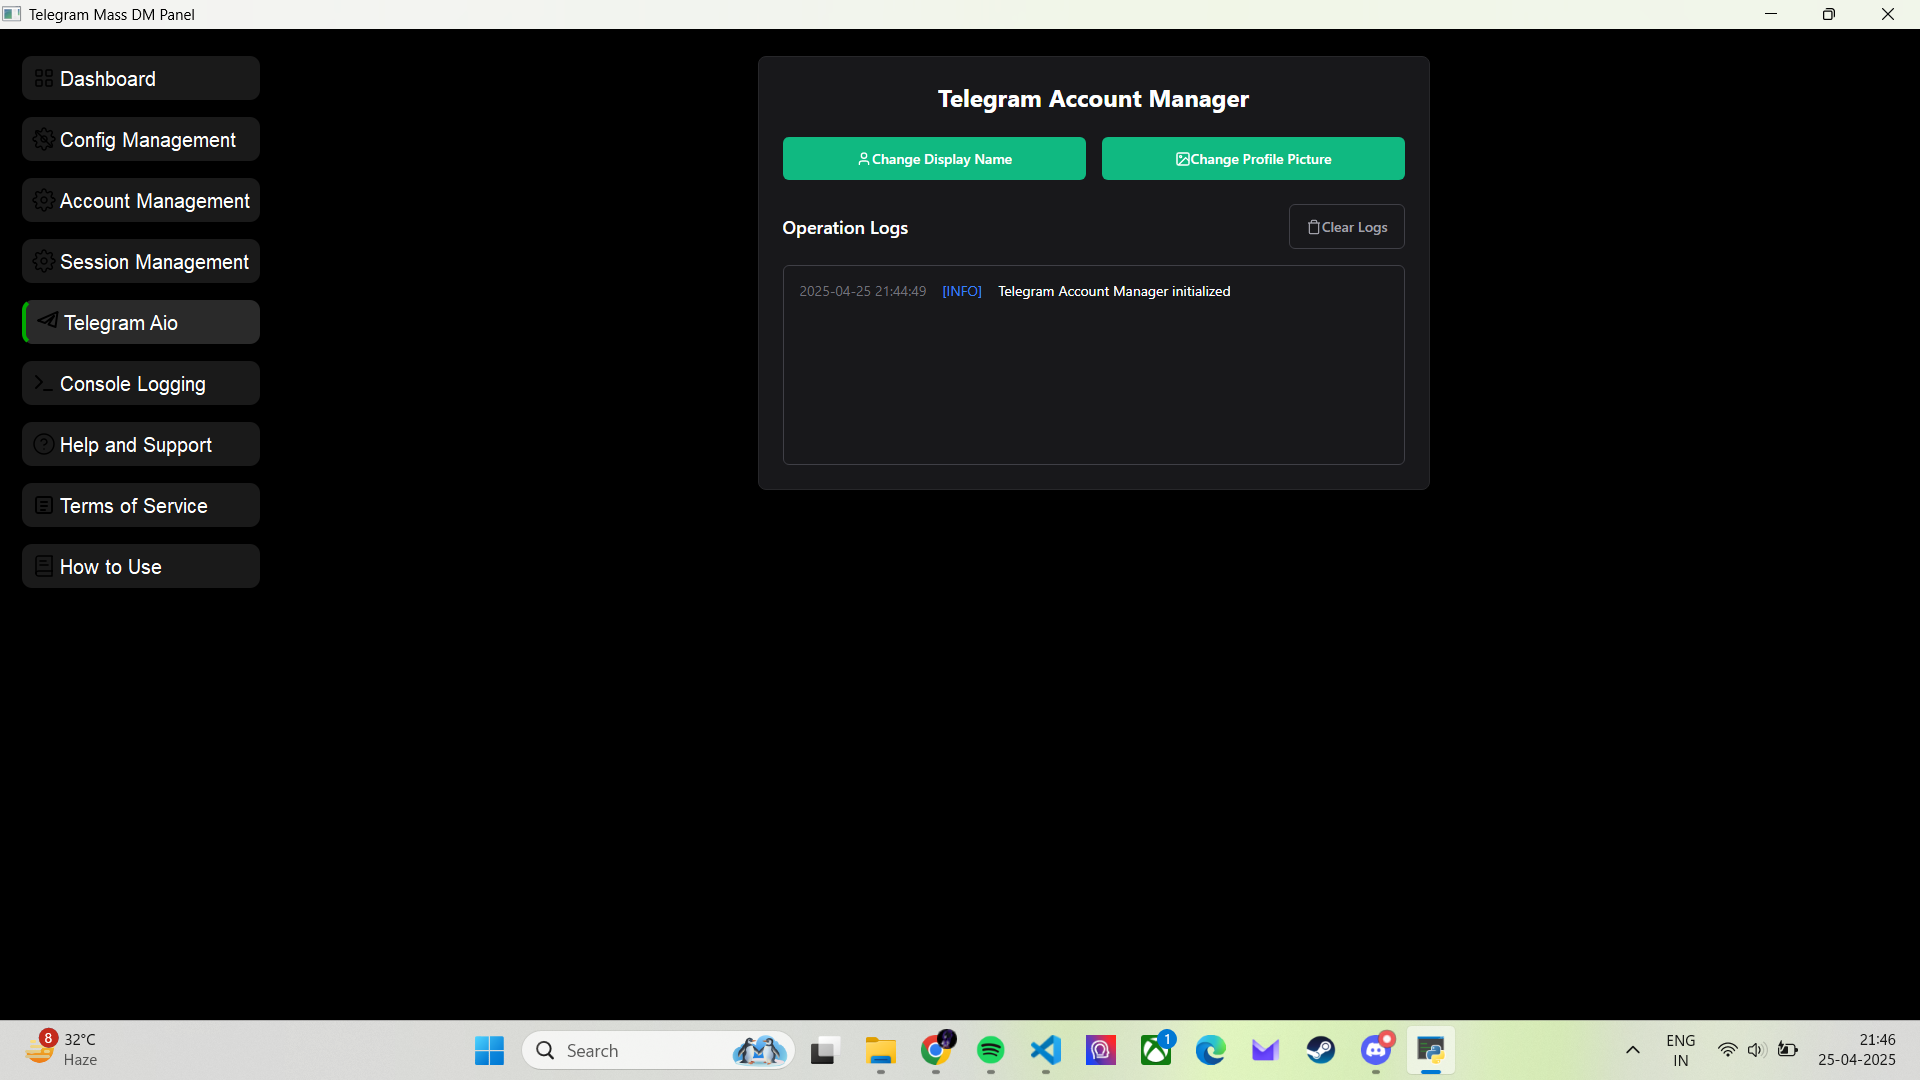 Telegram Mass DM Panel
Dashboard
Config Management
Account Management
Session Management
Telegram Aio
Console Logging
Help and Support
Terms of Service
How to Use
Telegram Account Manager
Change Display Name
Change Profile Picture
Operation Logs
Clear Logs
2025-04-25 21:44:49 [INFO] Telegram Account Manager initialized
8
32°C
Haze
Search
1
ENG
IN
21:46
25-04-2025